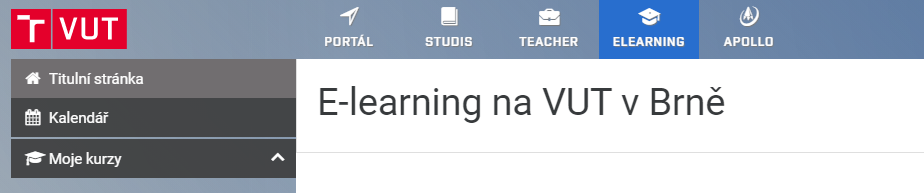 T VUT
PORTÁL
STUDIS
TEACHER
ELEARNING
APOLLO
Titulní stránka
Kalendář
Moje kurzy
E-learning na VUT v Brně